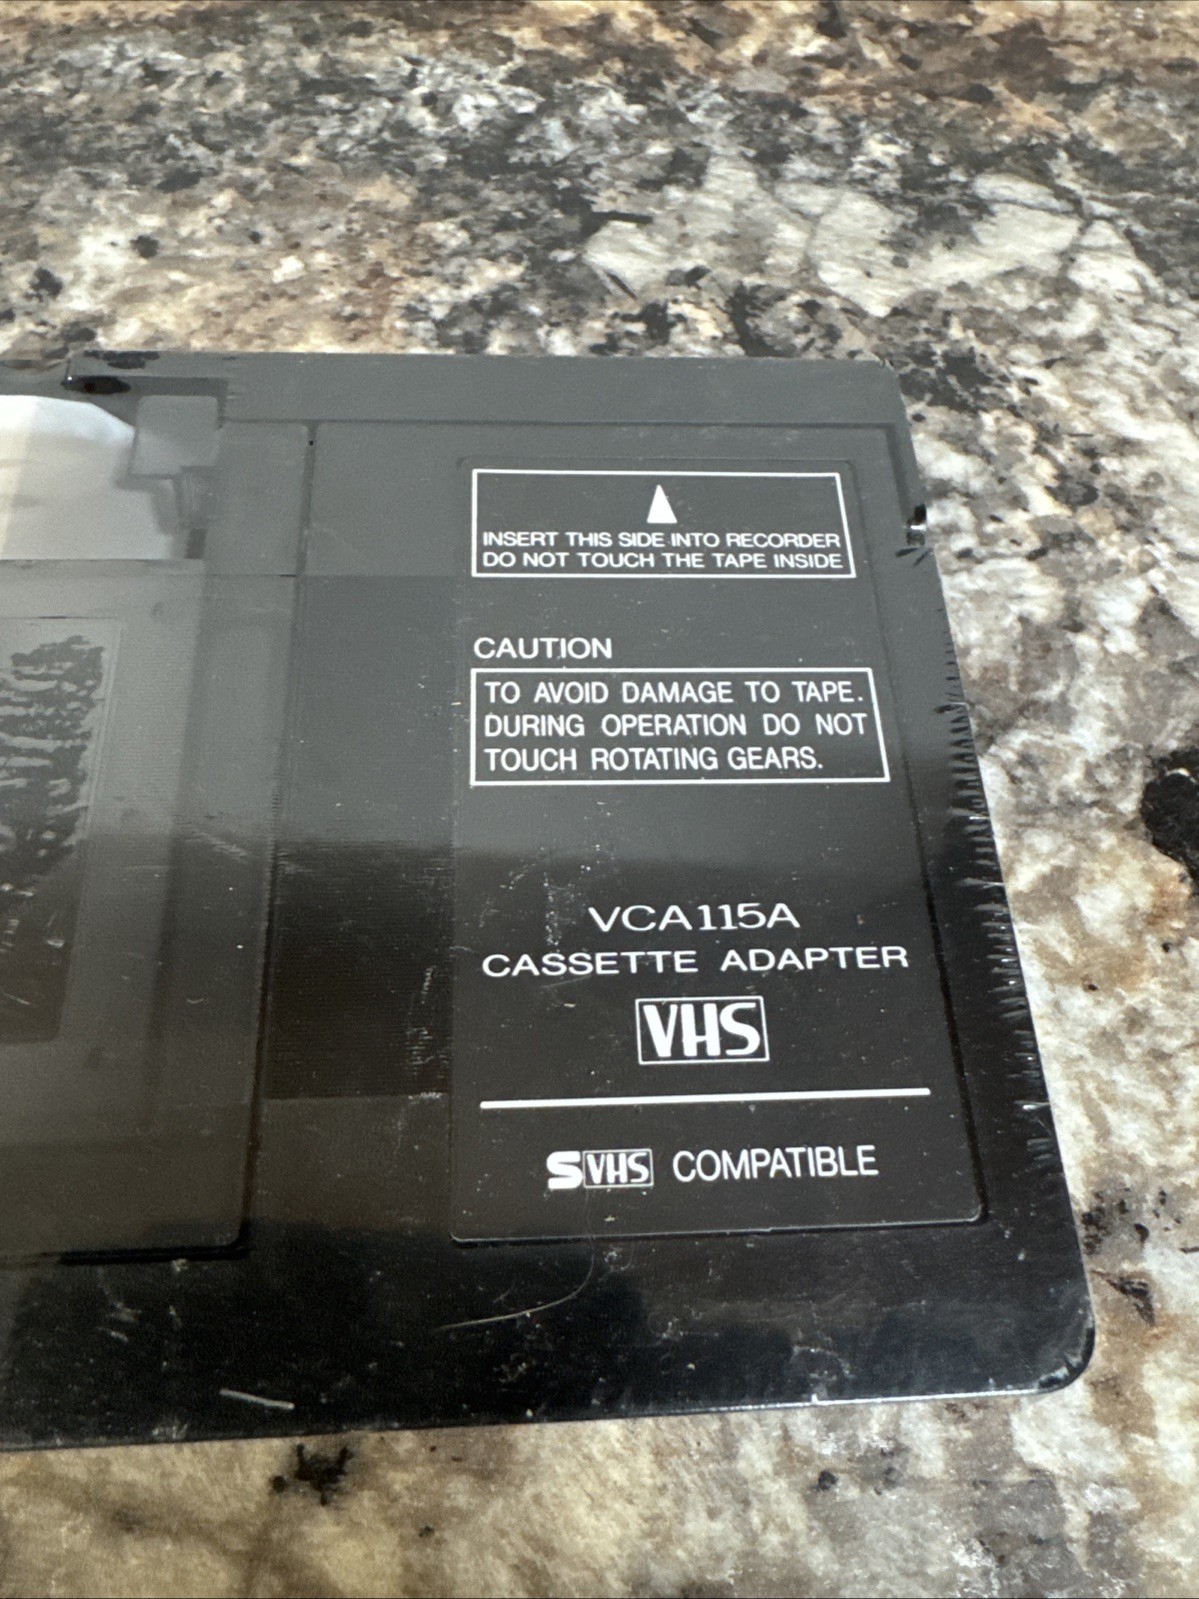 INSERT THIS SIDE INTO RECORDER
DO NOT TOUCH THE TAPE INSIDE
CAUTION
TO AVOID DAMAGE TO TAPE.
DURING OPERATION DO NOT
TOUCH ROTATING GEARS.
VCA115A
CASSETTE ADAPTER
VHS
SVHS COMPATIBLE